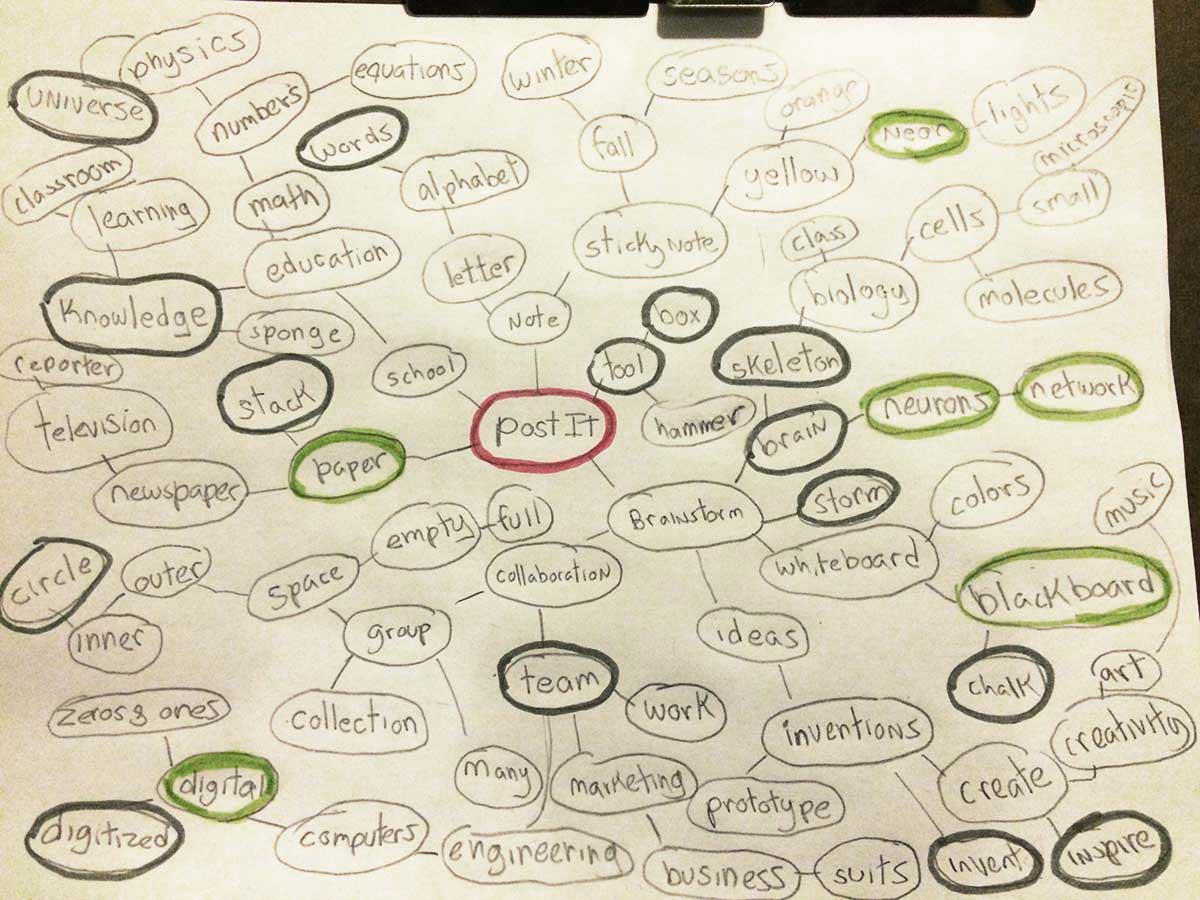 physics
equations
winter
seasons
UNIVERSE
numbers
words
fall
orange
Neon
lights
microscopic
classroom
learning
math
alphabet
yellow
small
cells
education
letter
sticky Note
class
biology
molecules
Knowledge
sponge
Note
box
reporter
stack
school
tool
skeleton
television
paper
post It
hammer
brain
neurons
network
newspaper
empty
full
Brainstorm
storm
colors
music
circle
outer
space
collaboration
whiteboard
blackboard
inner
group
ideas
team
chalk
art
zeros & ones
collection
work
inventions
creativity
digital
many
marketing
prototype
create
digitized
computers
engineering
business
suits
invent
inspire